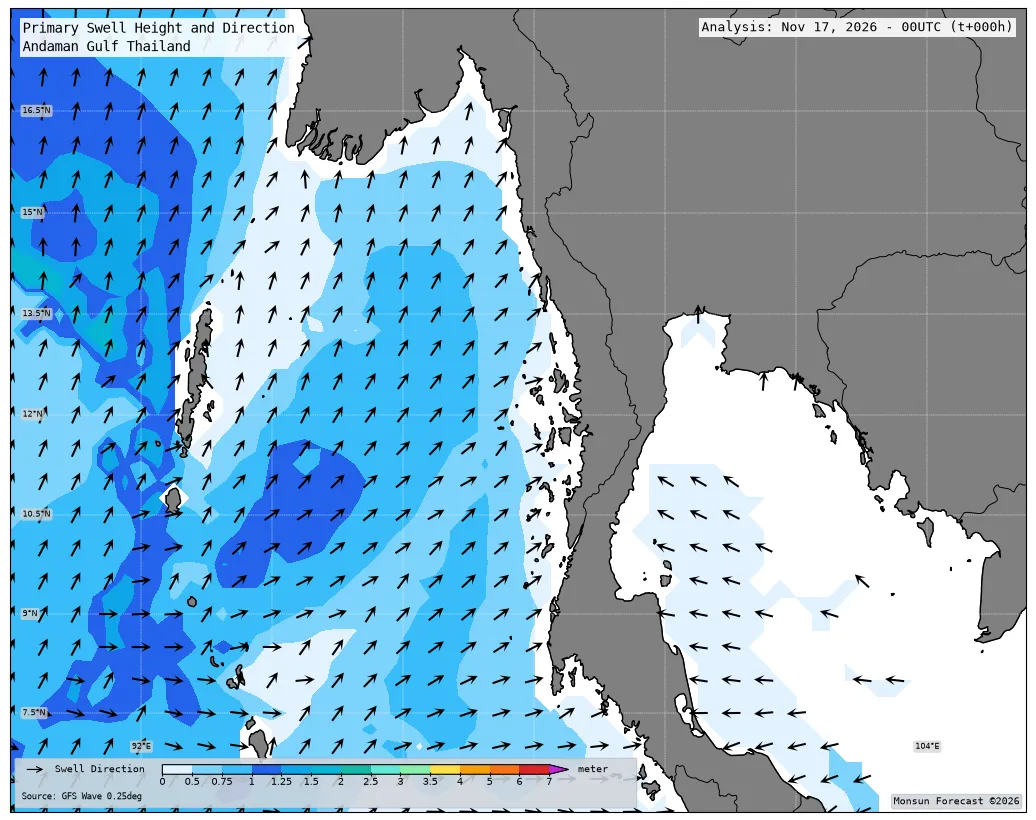 Primary Swell Height and Direction
Andaman Gulf Thailand
Analysis: Nov 17, 2026 - 00UTC (t+000h)
16.5°N
15°N
13.5°N
12°N
10.5°N
9°N
7.5°N
92°E
104°E
Swell Direction
0 0.5 0.75 1 1.25 1.5 2 2.5 3 3.5 4 5 6 7
meter
Source: GFS Wave 0.25deg
Monsun Forecast ©2026